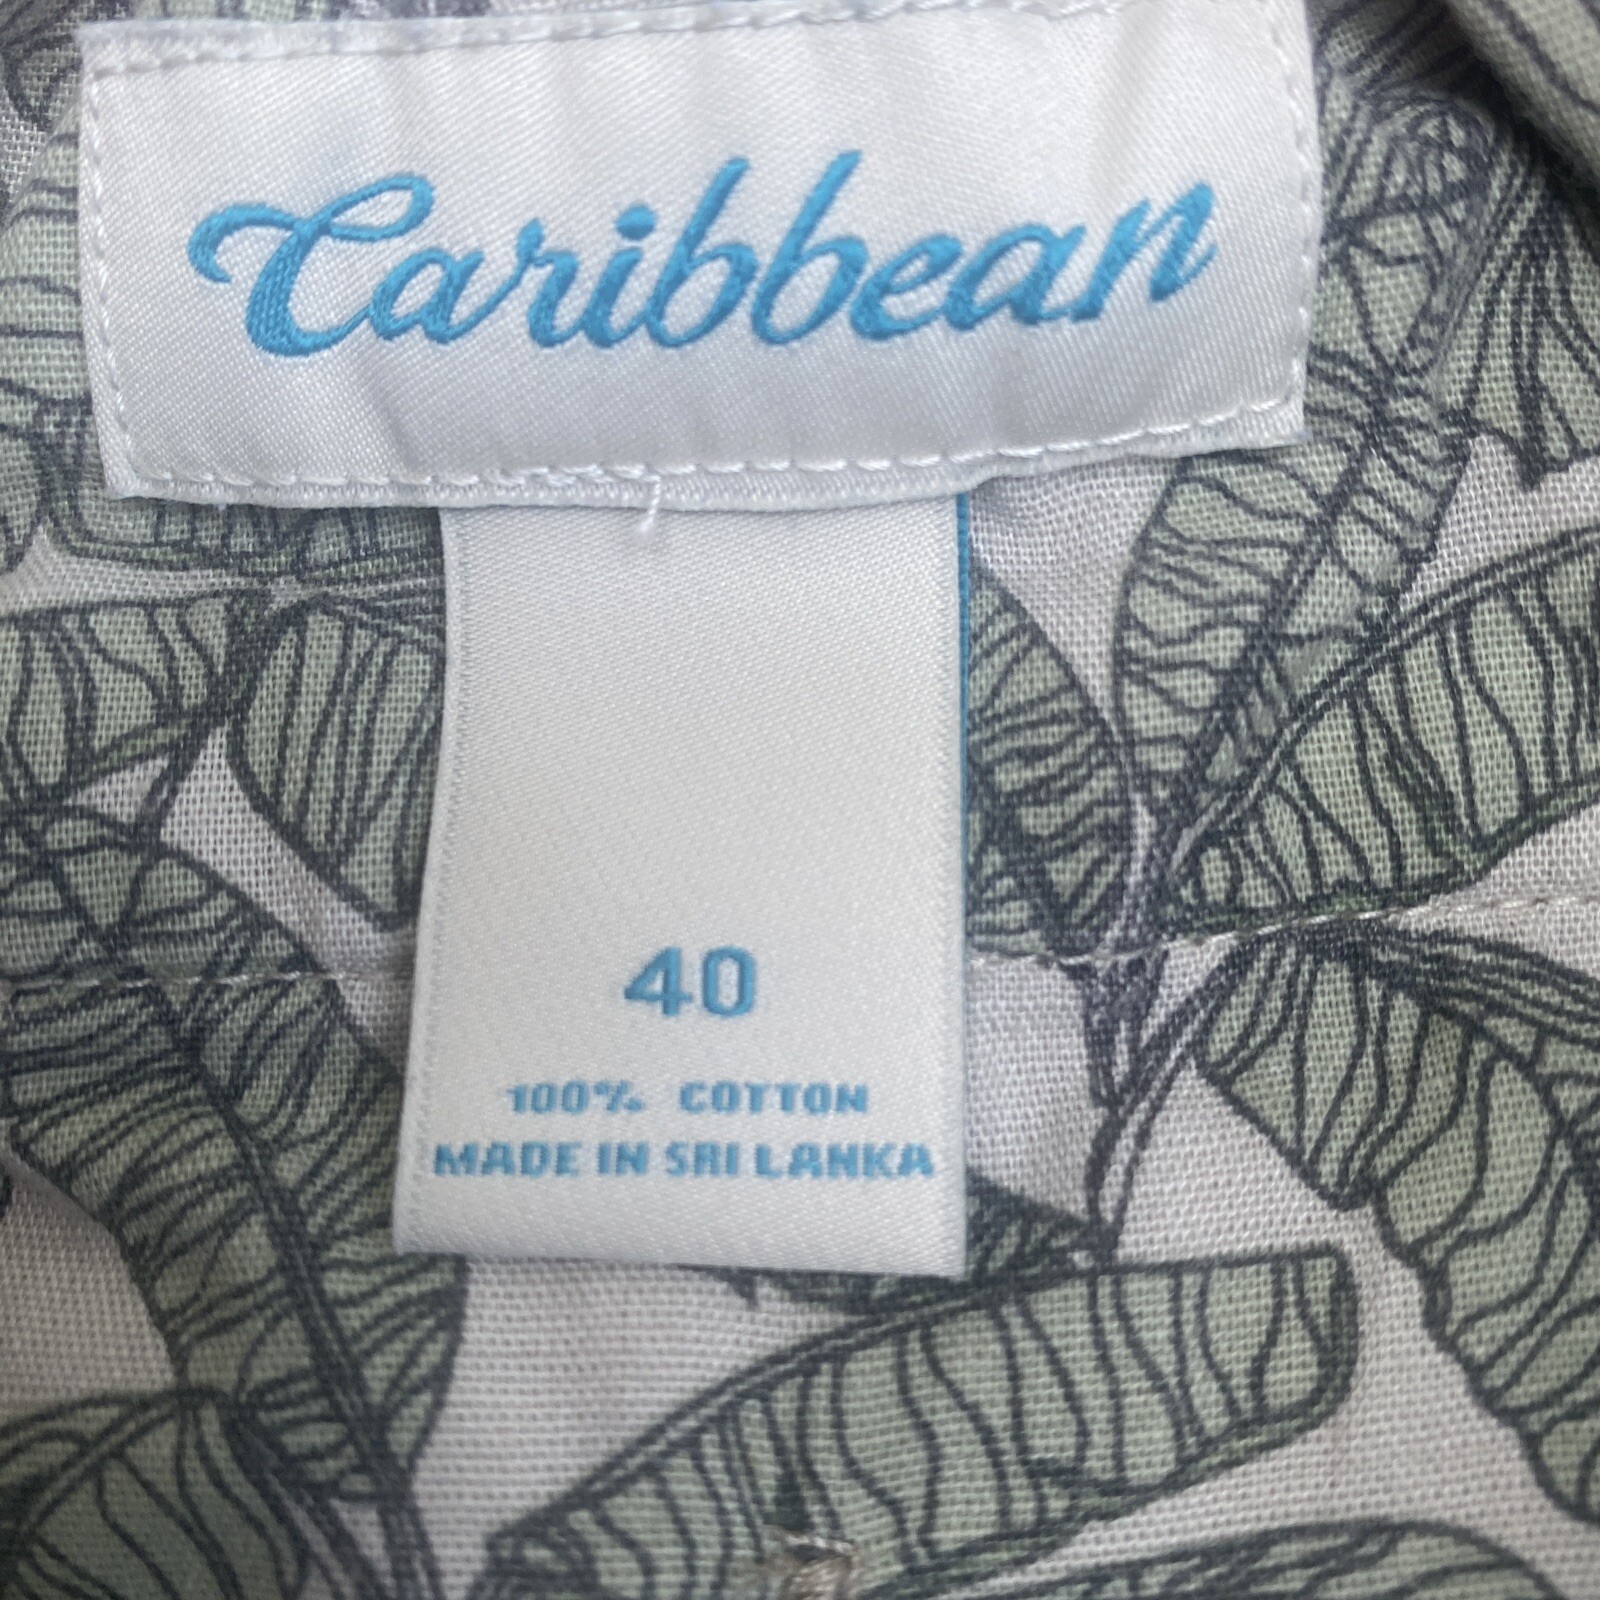 Caribbean
40
100% COTTON
MADE IN SRI LANKA